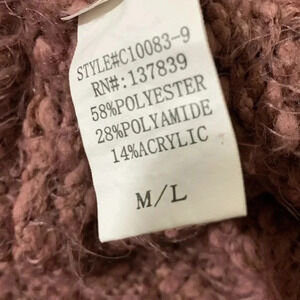 STYLE#C10083-9
RN#:137839
58%POLYESTER
28%POLYAMIDE
14%ACRYLIC
M/L